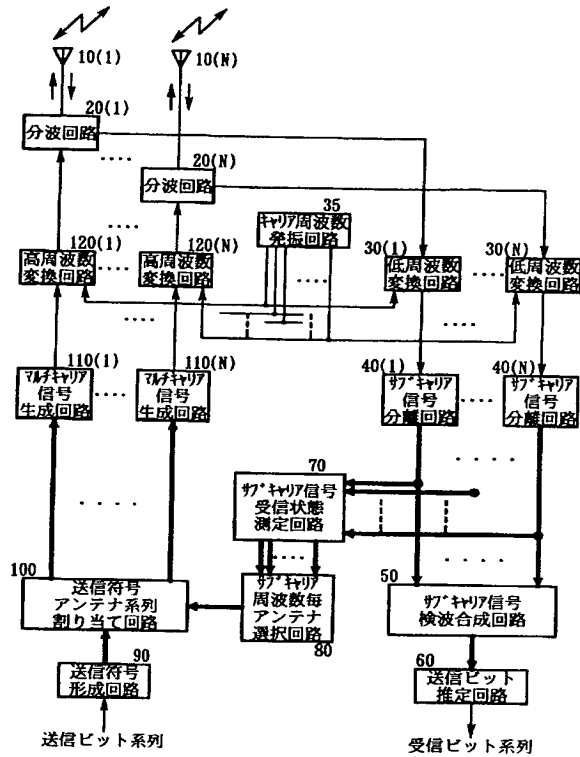 10(1)
10(N)
20(1)
分波回路
20(N)
分波回路
35
キャリア周波数
発振回路
120(1)
高周波数
変換回路
120(N)
高周波数
変換回路
30(1)
低周波数
変換回路
30(N)
低周波数
変換回路
110(1)
マルチキャリア
信号
生成回路
110(N)
マルチキャリア
信号
生成回路
40(1)
サブキャリア
信号
分離回路
40(N)
サブキャリア
信号
分離回路
70
サブキャリア信号
受信状態
測定回路
100
送信符号
アンテナ系列
割り当て回路
サブキャリア
周波数毎
アンテナ
選択回路
80
50
サブキャリア信号
検波合成回路
90
送信符号
形成回路
60
送信ビット
推定回路
送信ビット系列
受信ビット系列